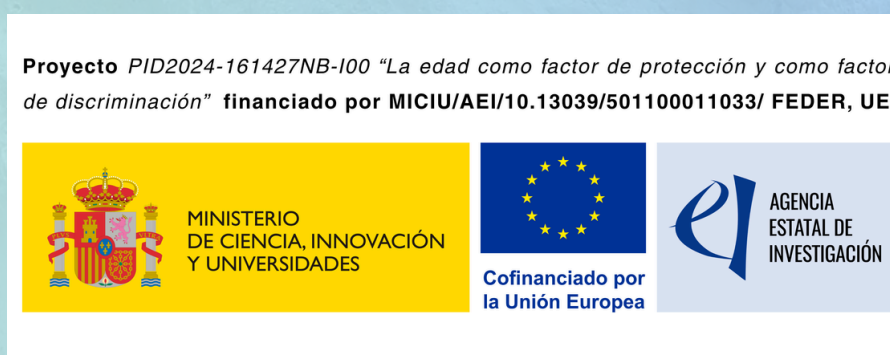 Proyecto PID2024-161427NB-I00 “La edad como factor de protección y como factor
de discriminación” financiado por MICIU/AEI/10.13039/501100011033/ FEDER, UE
MINISTERIO
DE CIENCIA, INNOVACIÓN
Y UNIVERSIDADES
Cofinanciado por
la Unión Europea
AGENCIA
ESTATAL DE
INVESTIGACIÓN